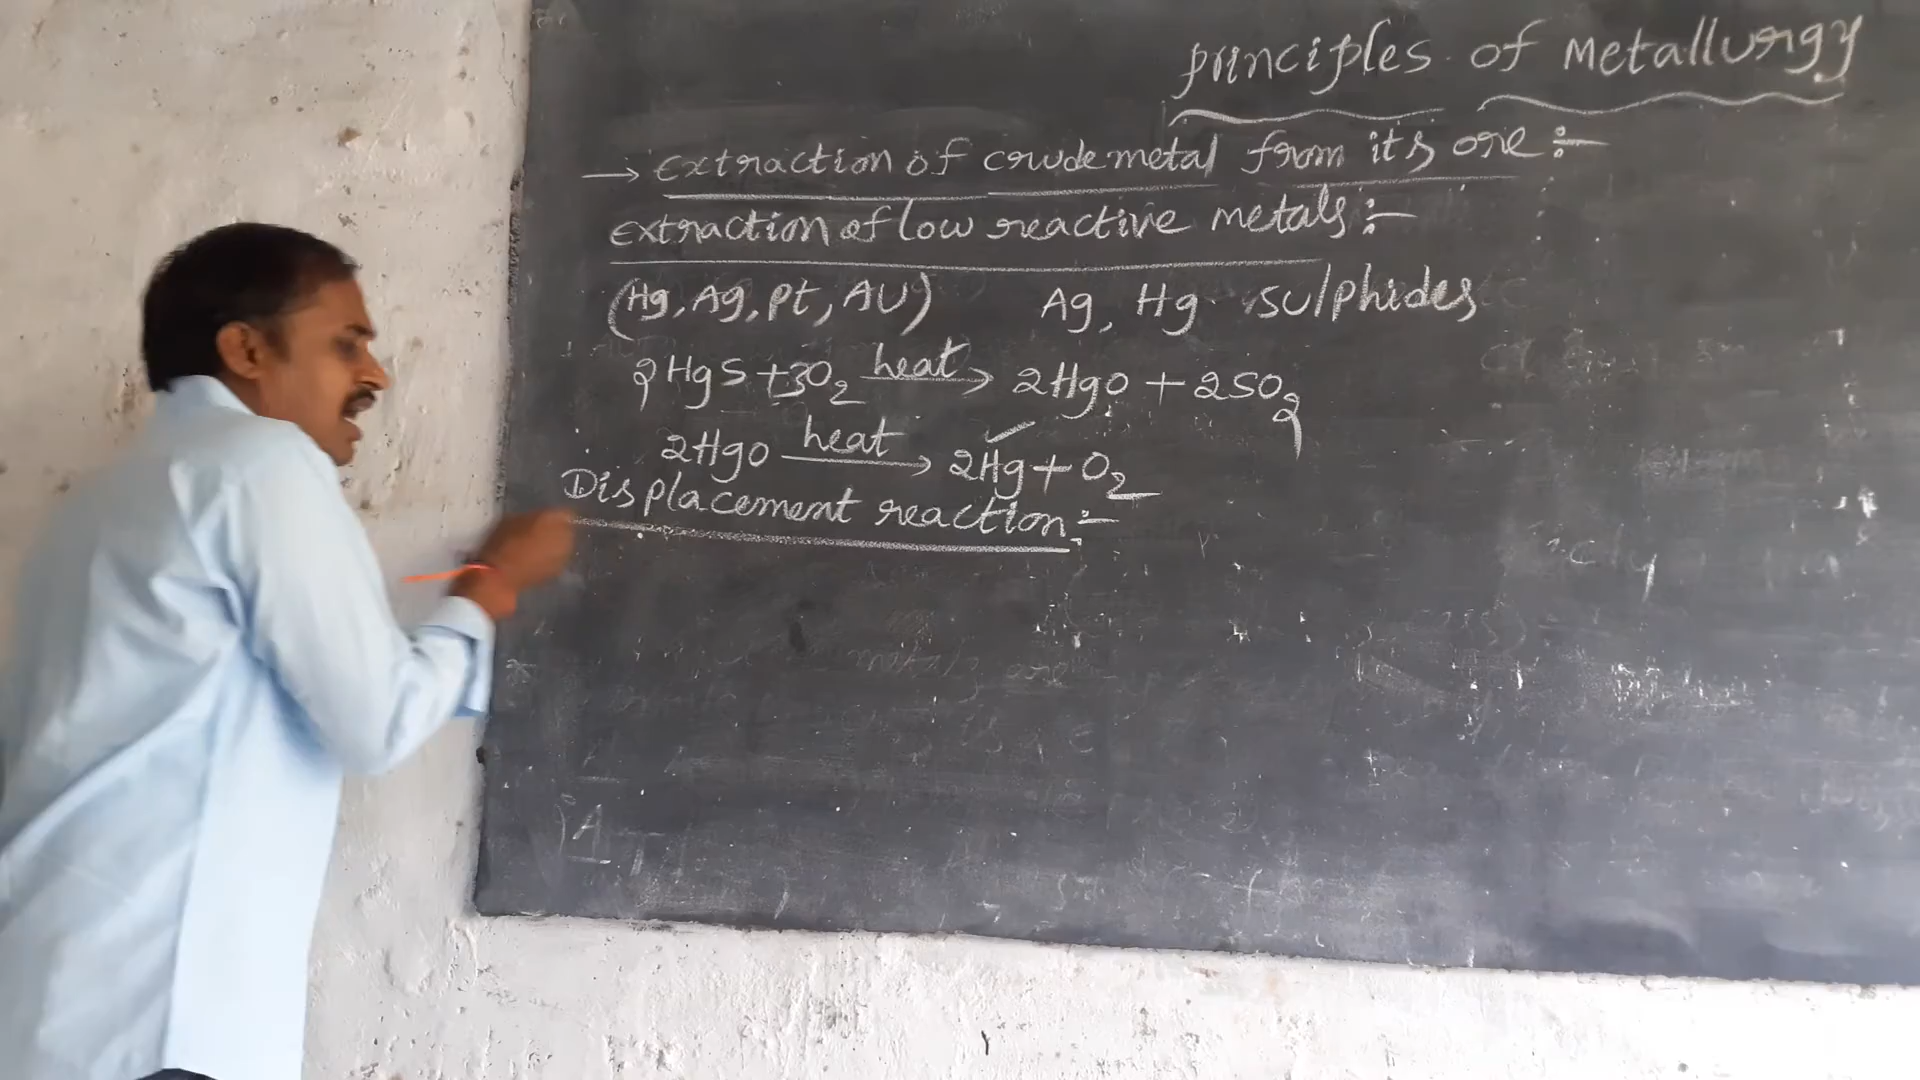 Principles of Metallurgy
→ Extraction of crude metal from its ore :-
Extraction of low reactive metals :-
(Hg, Ag, Pt, AU) Ag, Hg sulphides
2HgS + 3O₂ heat → 2HgO + 2SO₂
2HgO heat → 2Hg + O₂
Displacement reaction :-